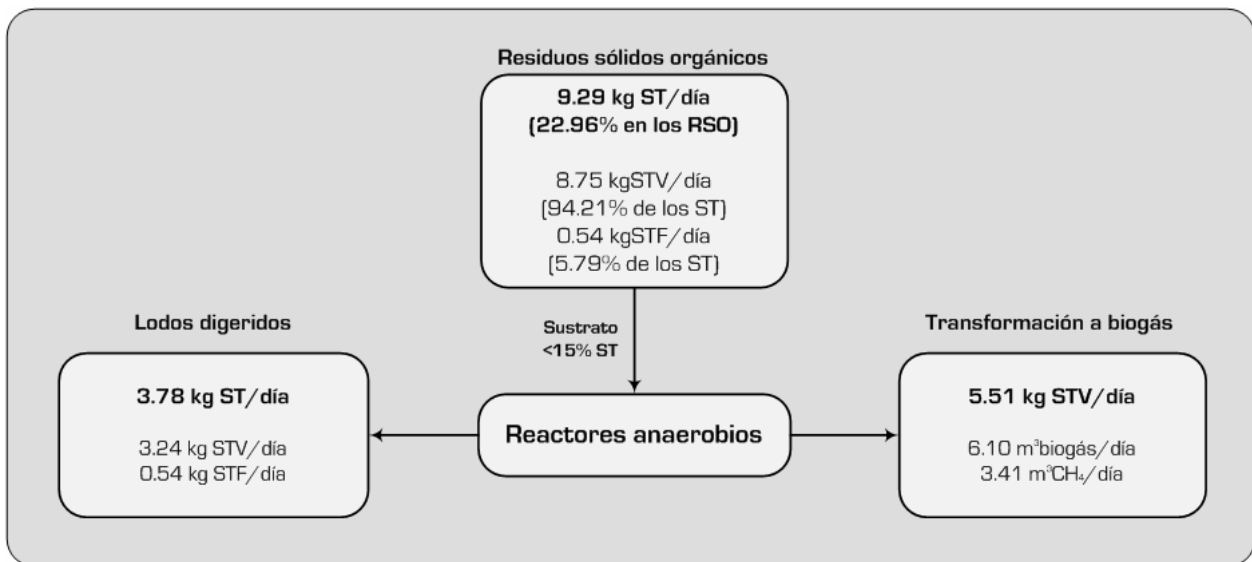 Residuos sólidos orgánicos
9.29 kg ST/día
(22.96% en los RSO)
8.75 kgSTV/día
(94.21% de los ST)
0.54 kgSTF/día
(5.79% de los ST)
Sustrato
<15% ST
Lodos digeridos
3.78 kg ST/día
3.24 kg STV/día
0.54 kg STF/día
Reactores anaerobios
Transformación a biogás
5.51 kg STV/día
6.10 m³biogás/día
3.41 m³CH₄/día